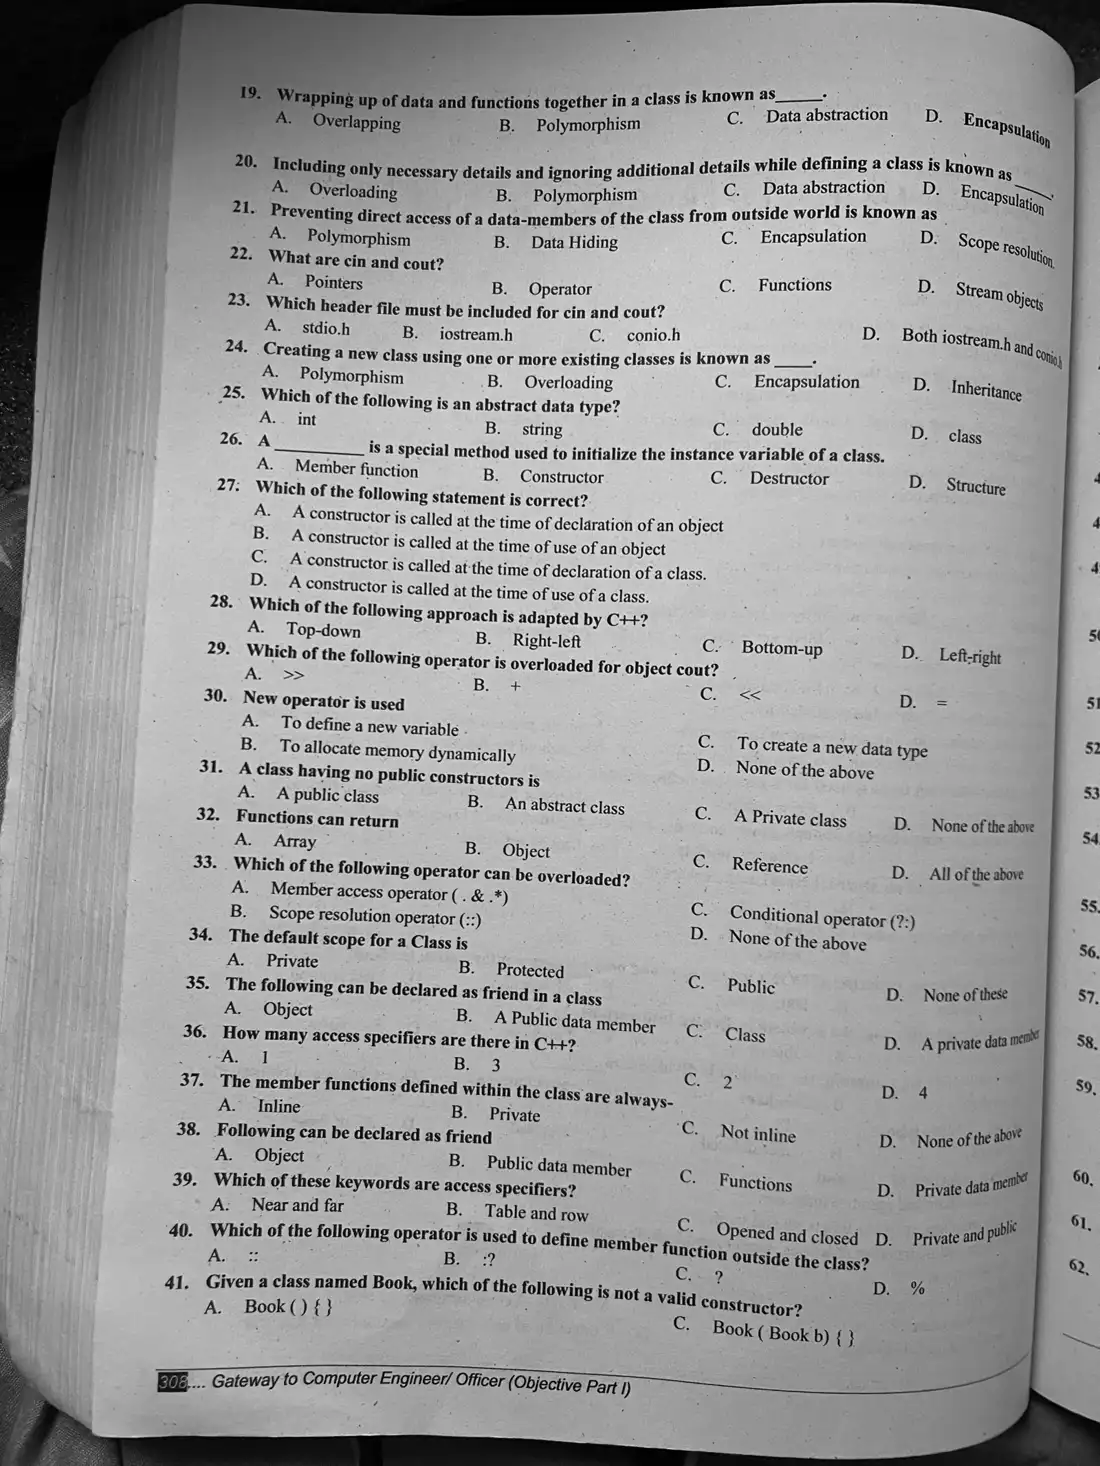 19. Wrapping up of data and functions together in a class is known as_____.
A. Overlapping B. Polymorphism C. Data abstraction D. Encapsulation
20. Including only necessary details and ignoring additional details while defining a class is known as ____.
A. Overloading B. Polymorphism C. Data abstraction D. Encapsulation
21. Preventing direct access of a data-members of the class from outside world is known as
A. Polymorphism B. Data Hiding C. Encapsulation D. Scope resolution.
22. What are cin and cout?
A. Pointers B. Operator C. Functions D. Stream objects
23. Which header file must be included for cin and cout?
A. stdio.h B. iostream.h C. conio.h D. Both iostream.h and conio.h
24. Creating a new class using one or more existing classes is known as ____.
A. Polymorphism B. Overloading C. Encapsulation D. Inheritance
25. Which of the following is an abstract data type?
A. int B. string C. double D. class
26. A _________ is a special method used to initialize the instance variable of a class.
A. Member function B. Constructor C. Destructor D. Structure
27. Which of the following statement is correct?
A. A constructor is called at the time of declaration of an object
B. A constructor is called at the time of use of an object
C. A constructor is called at the time of declaration of a class.
D. A constructor is called at the time of use of a class.
28. Which of the following approach is adapted by C++?
A. Top-down B. Right-left C. Bottom-up D. Left-right
29. Which of the following operator is overloaded for object cout?
A. >> B. + C. << D. =
30. New operator is used
A. To define a new variable C. To create a new data type
B. To allocate memory dynamically D. None of the above
31. A class having no public constructors is
A. A public class B. An abstract class C. A Private class D. None of the above
32. Functions can return
A. Array B. Object C. Reference D. All of the above
33. Which of the following operator can be overloaded?
A. Member access operator ( . & .*) C. Conditional operator (?:)
B. Scope resolution operator (::) D. None of the above
34. The default scope for a Class is
A. Private B. Protected C. Public D. None of these
35. The following can be declared as friend in a class
A. Object B. A Public data member C. Class D. A private data member
36. How many access specifiers are there in C++?
A. 1 B. 3 C. 2 D. 4
37. The member functions defined within the class are always-
A. Inline B. Private C. Not inline D. None of the above
38. Following can be declared as friend
A. Object B. Public data member C. Functions D. Private data member
39. Which of these keywords are access specifiers?
A. Near and far B. Table and row C. Opened and closed D. Private and public
40. Which of the following operator is used to define member function outside the class?
A. :: B. :? C. ? D. %
41. Given a class named Book, which of the following is not a valid constructor?
A. Book ( ) { } C. Book ( Book b) { }
308.... Gateway to Computer Engineer/ Officer (Objective Part I)
50
51
52
53
54
55.
56.
57.
58.
59.
60.
61.
62.